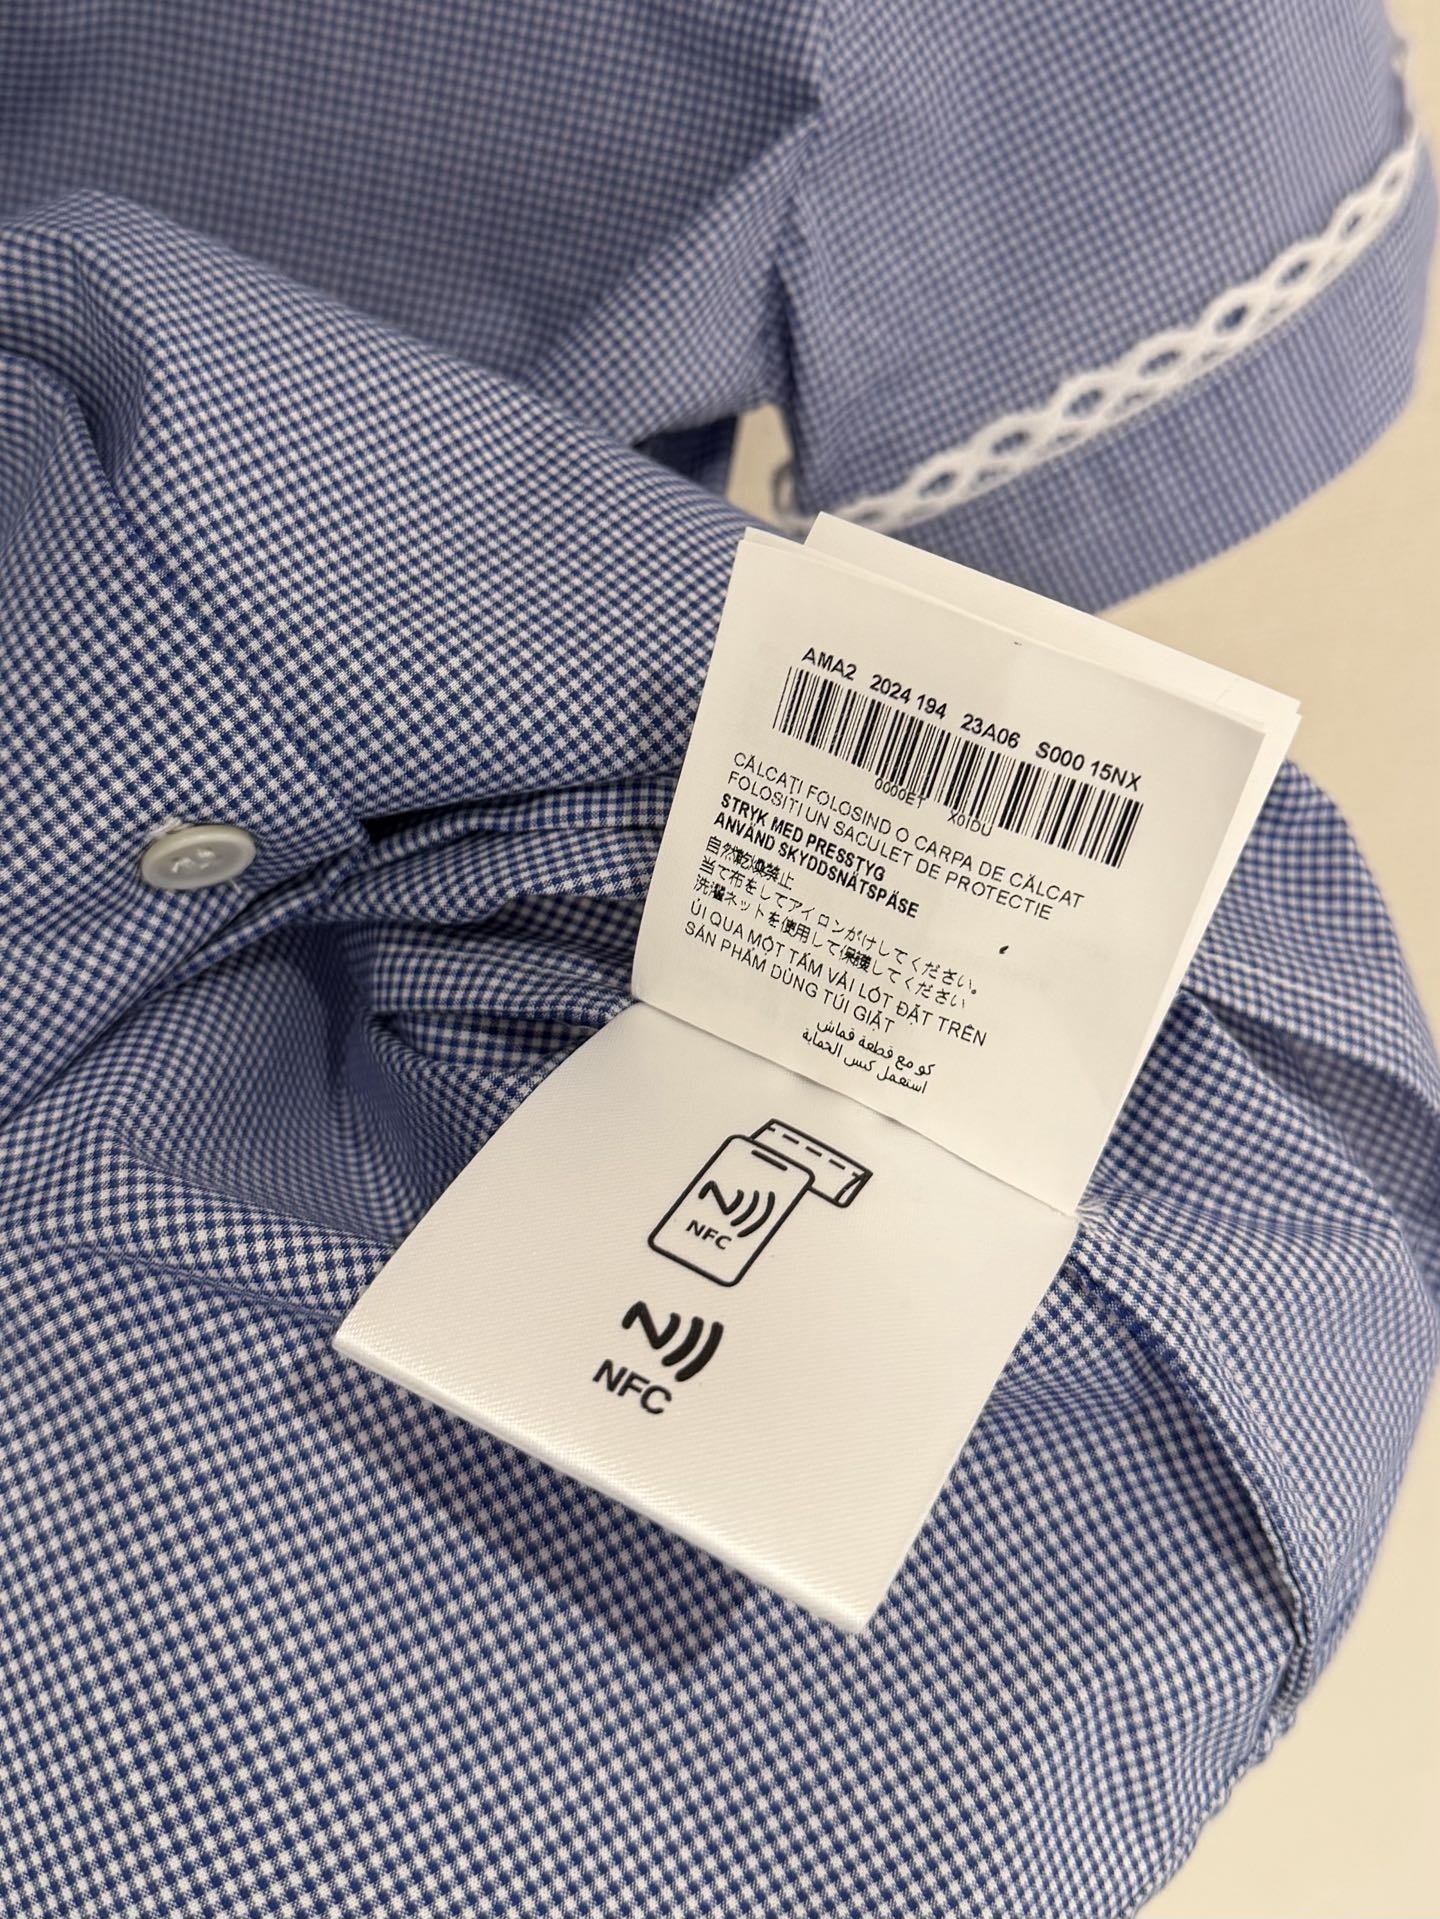 AMA2 2024 194 23A06 S000 15NX
0000ET X0IDU
CĂLCAȚI FOLOSIND O CARPA DE CĂLCAT
FOLOSITI UN SACULET DE PROTECTIE
STRYK MED PRESSTYG
ANVÄND SKYDDSNÄTSPÅSE
自然乾燥禁止
当て布をしてアイロンがけしてください。
洗濯ネットを使用して保護してください
ỦI QUA MỘT TẤM VẢI LÓT ĐẶT TRÊN
SẢN PHẨM DÙNG TÚI GIẶT
كو مع قطعة قماش
استعمل كيس الحماية
NFC
NFC